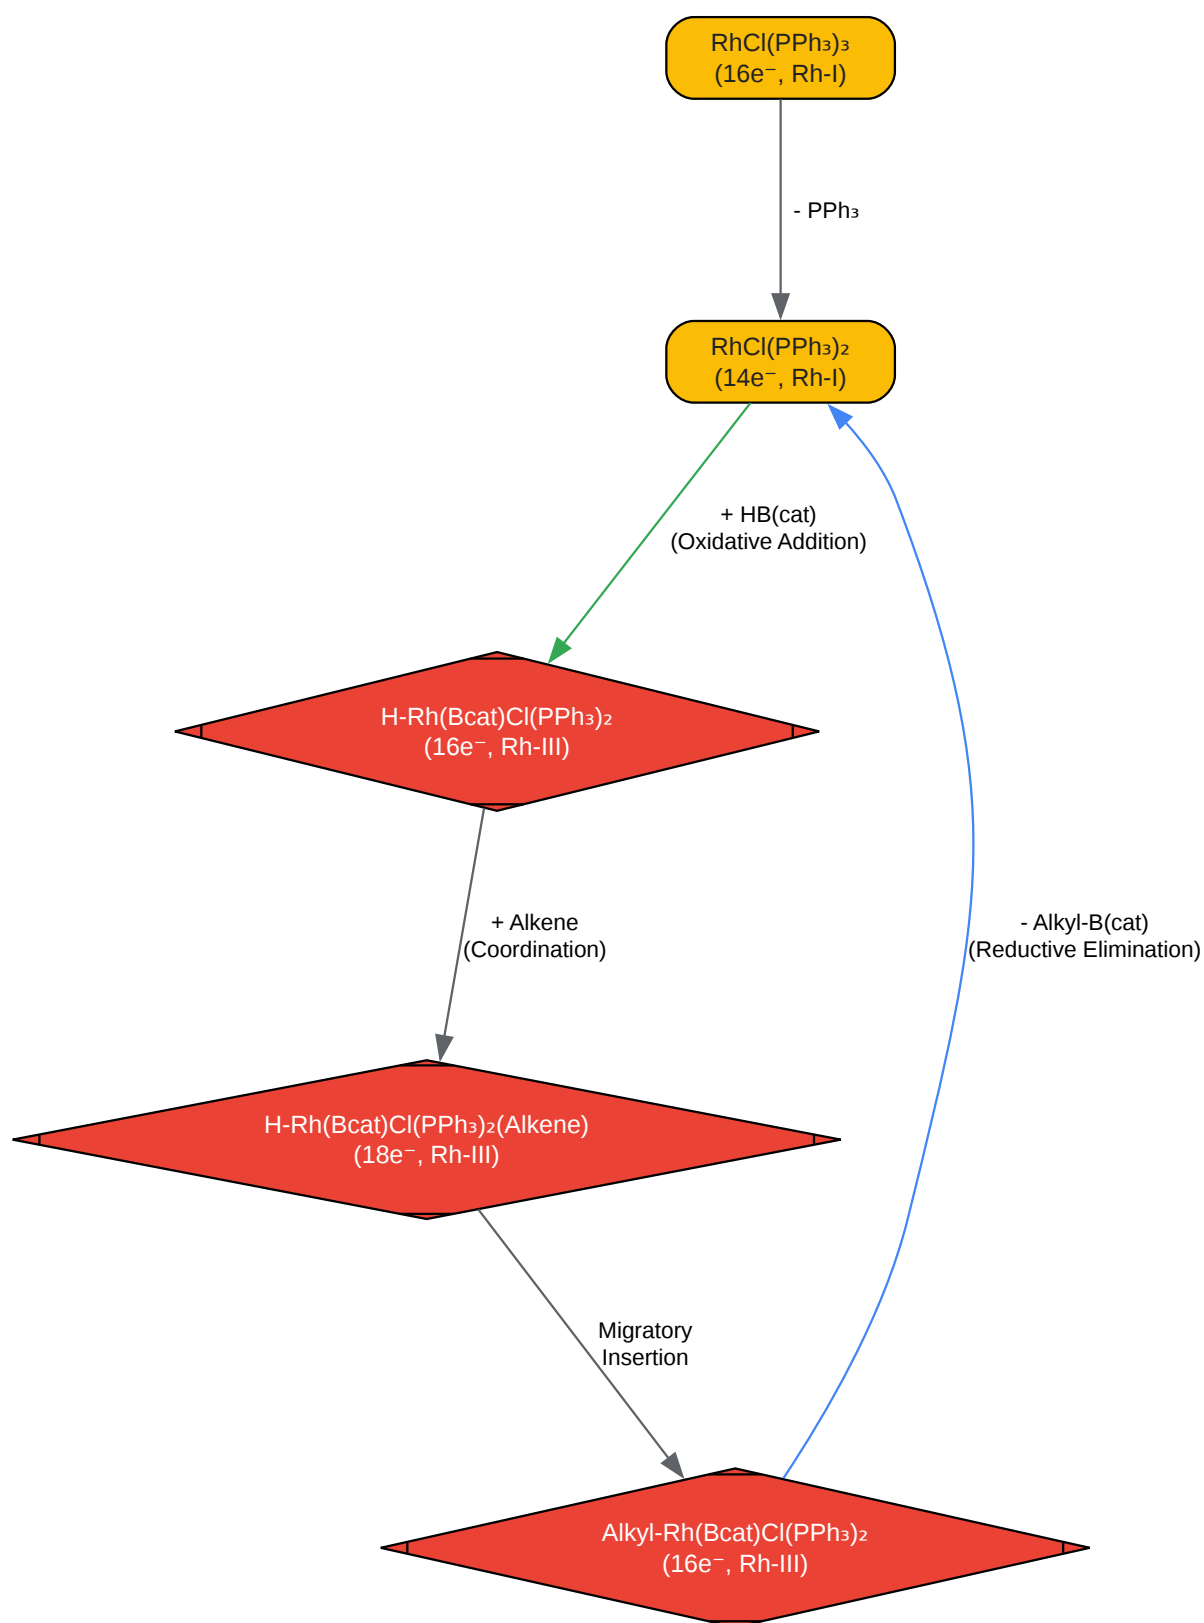 RhCl(PPh₃)₃
(16e⁻, Rh-I)
- PPh₃
RhCl(PPh₃)₂
(14e⁻, Rh-I)
+ HB(cat)
(Oxidative Addition)
H-Rh(Bcat)Cl(PPh₃)₂
(16e⁻, Rh-III)
+ Alkene
(Coordination)
- Alkyl-B(cat)
(Reductive Elimination)
H-Rh(Bcat)Cl(PPh₃)₂(Alkene)
(18e⁻, Rh-III)
Migratory
Insertion
Alkyl-Rh(Bcat)Cl(PPh₃)₂
(16e⁻, Rh-III)